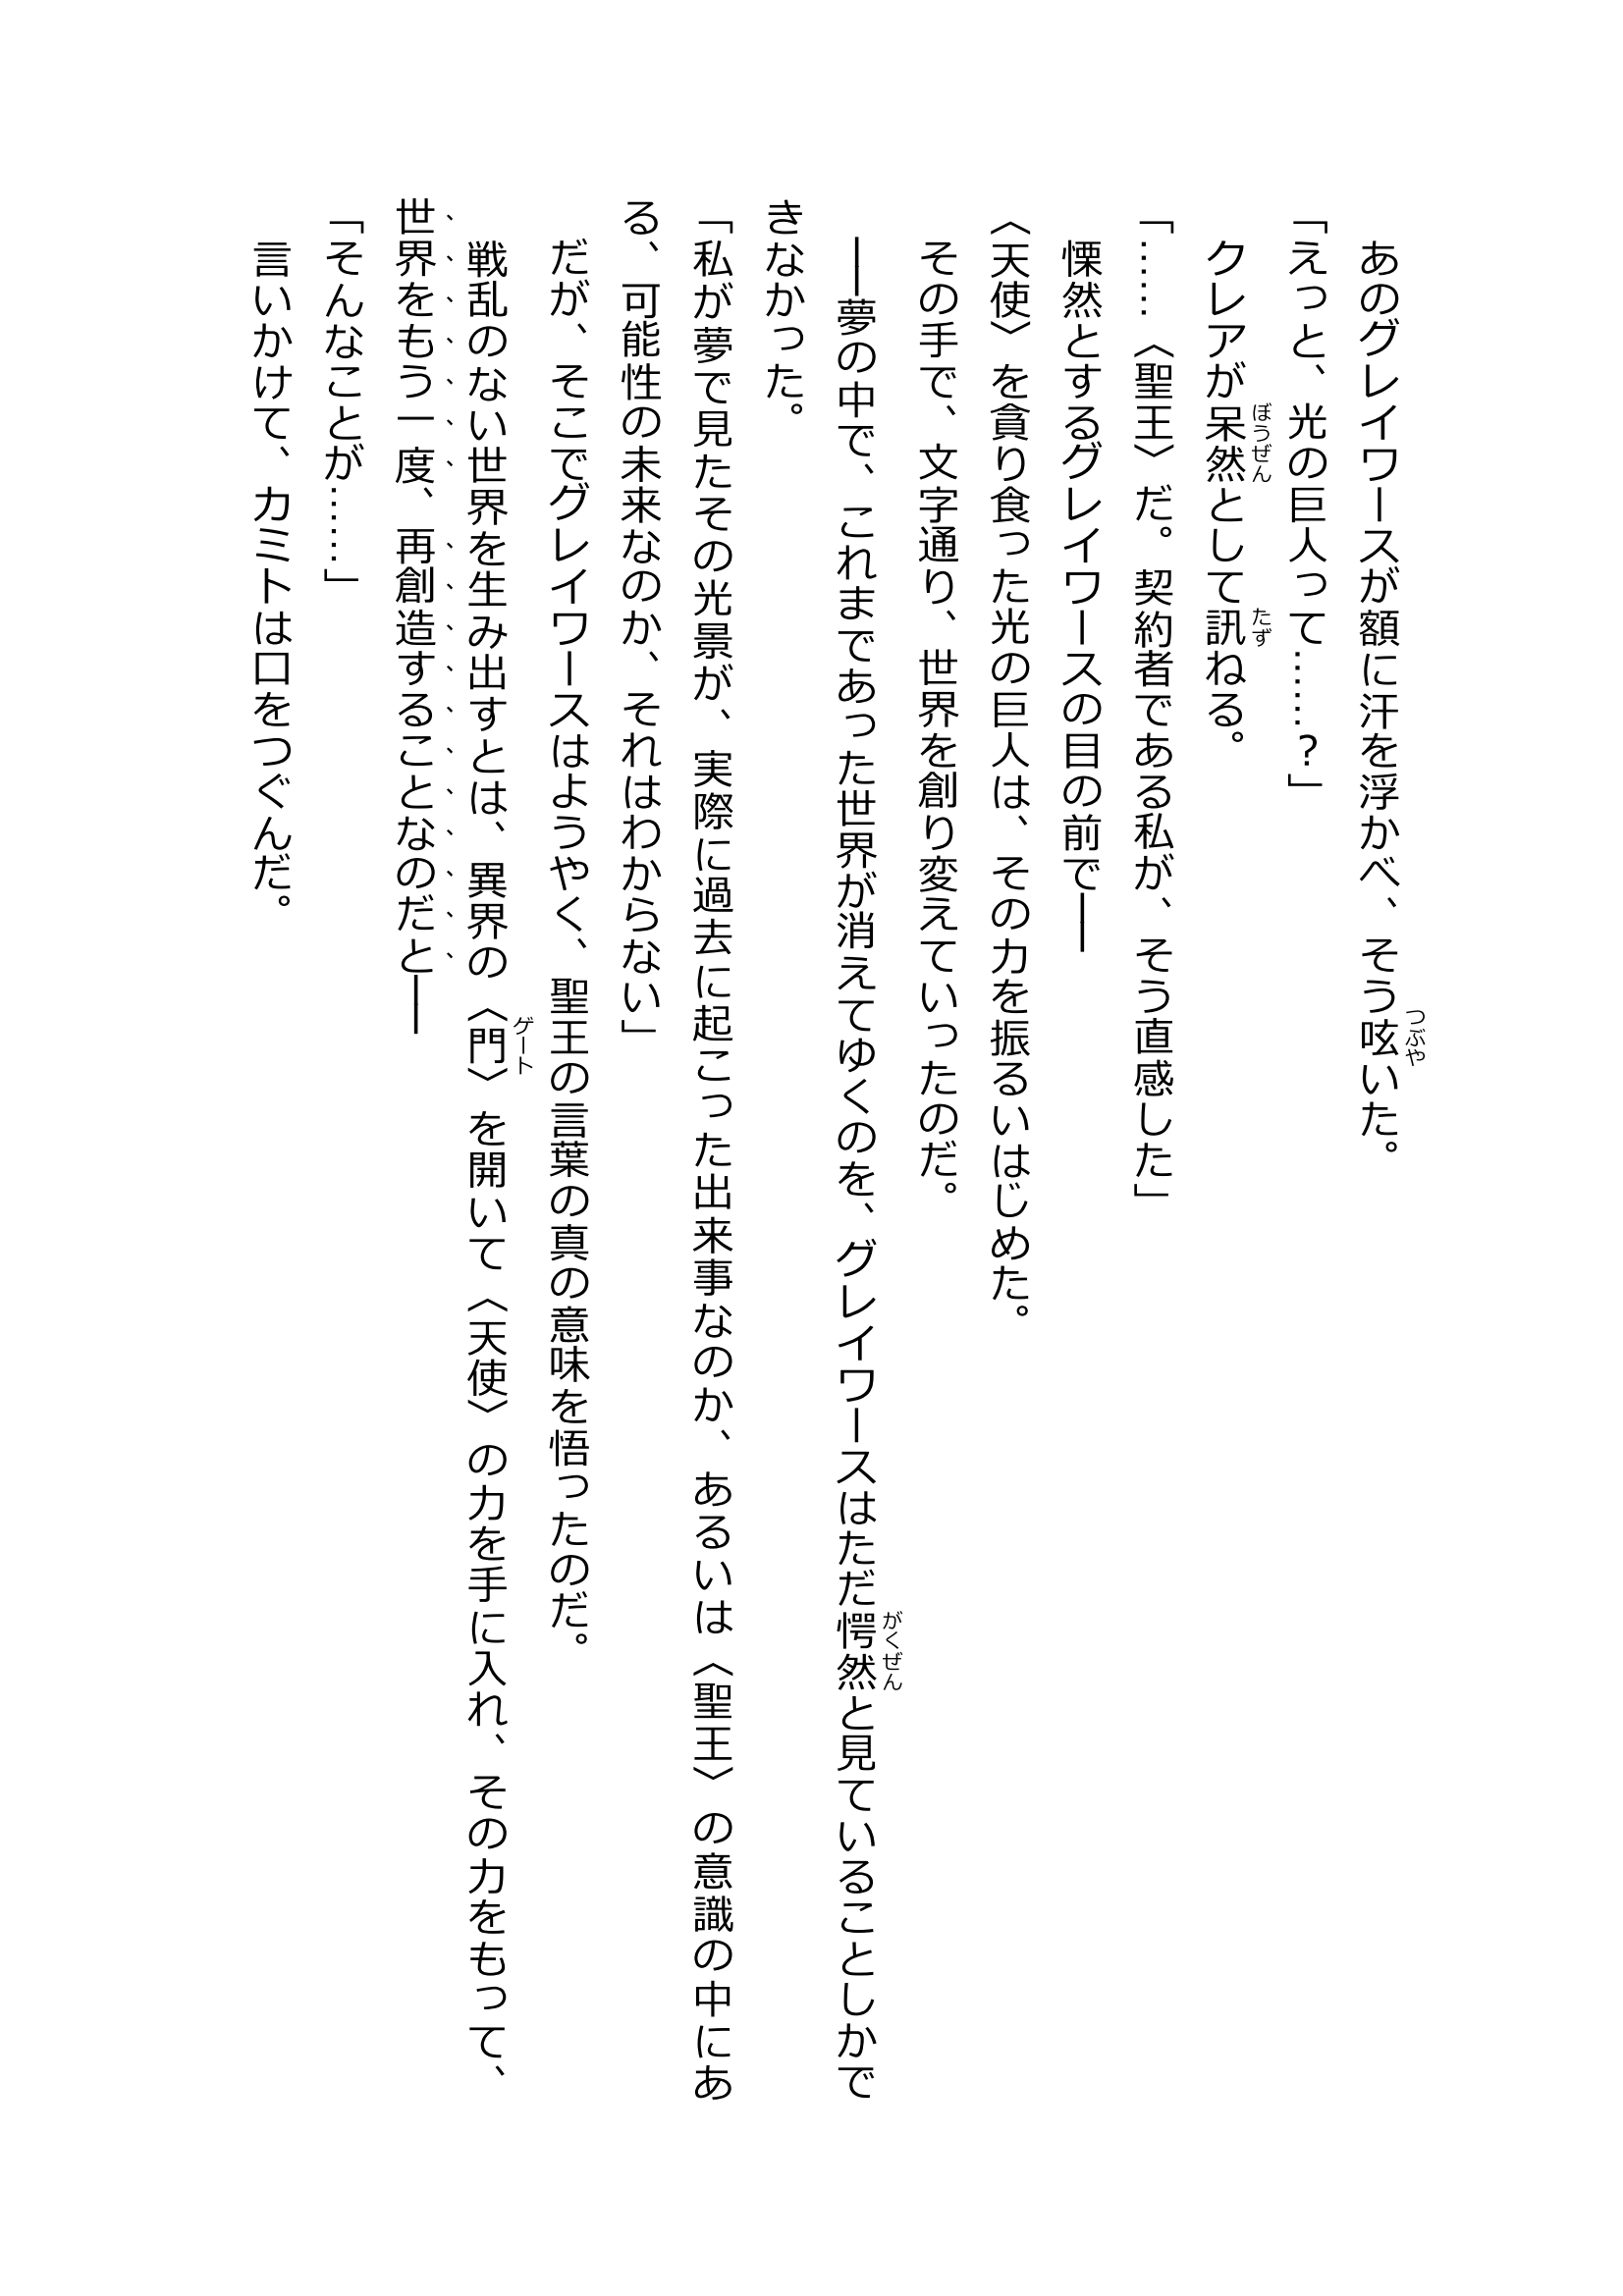 あのグレイワースが額に汗を浮かべ、そう呟いた。
「えっと、光の巨人って……?」
クレアが呆然として訊ねる。
「……〈聖王〉だ。契約者である私が、そう直感した」
慄然とするグレイワースの目の前で──
〈天使〉を貪り食った光の巨人は、その力を振るいはじめた。
その手で、文字通り、世界を創り変えていったのだ。
──夢の中で、これまであった世界が消えてゆくのを、グレイワースはただ愕然と見ていることしかで
きなかった。
「私が夢で見たその光景が、実際に過去に起こった出来事なのか、あるいは〈聖王〉の意識の中にあ
る、可能性の未来なのか、それはわからない」
だが、そこでグレイワースはようやく、聖王の言葉の真の意味を悟ったのだ。
戦乱のない世界を生み出すとは、異界の〈門〉を開いて〈天使〉の力を手に入れ、その力をもって、
世界をもう一度、再創造することなのだと──
「そんなことが……」
言いかけて、カミトは口をつぐんだ。